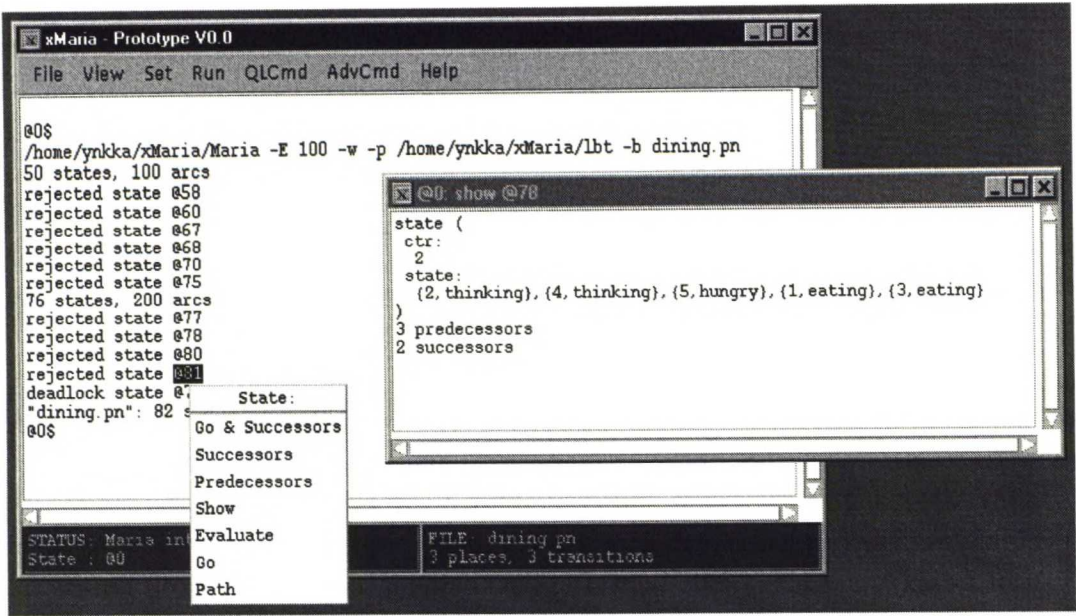 xMaria - Prototype V0.0
File View Set Run QLCmd AdvCmd Help
@0$
/home/ynkka/xMaria/Maria -E 100 -w -p /home/ynkka/xMaria/lbt -b dining.pn
50 states, 100 arcs
rejected state @58
rejected state @60
rejected state @67
rejected state @68
rejected state @70
rejected state @75
76 states, 200 arcs
rejected state @77
rejected state @78
rejected state @80
rejected state @81
deadlock state
"dining.pn": 82
@0$
State:
Go & Successors
Successors
Predecessors
Show
Evaluate
Go
Path
STATUS: Maria
State : @0
FILE: dining.pn
3 places, 3 transitions
@0: show @78
state (
ctr:
2
state:
{2,thinking},{4,thinking},{5,hungry},{1,eating},{3,eating}
)
3 predecessors
2 successors